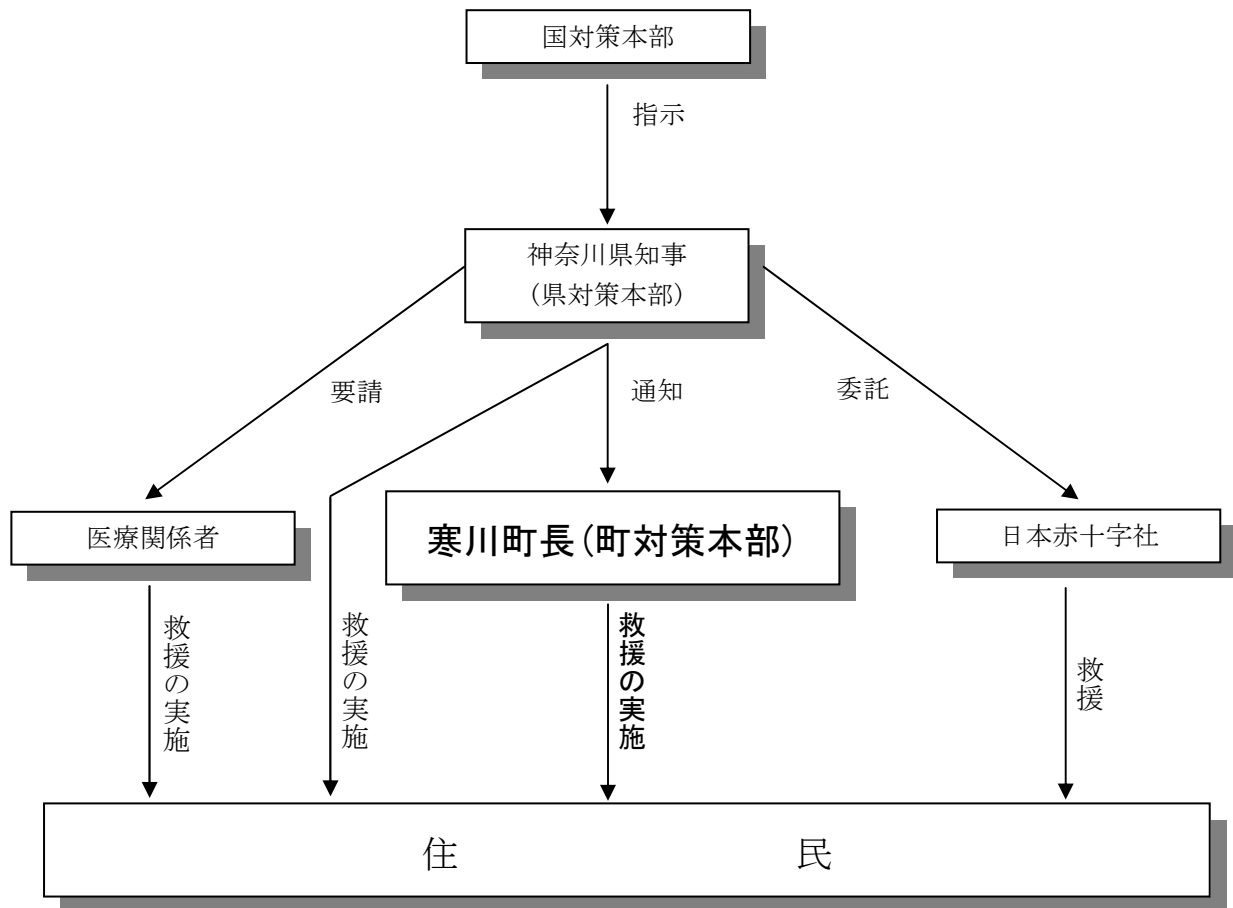 国対策本部
指示
神奈川県知事
(県対策本部)
要請
通知
委託
医療関係者
寒川町長(町対策本部)
日本赤十字社
救援の実施
救援の実施
救援の実施
救援
住民